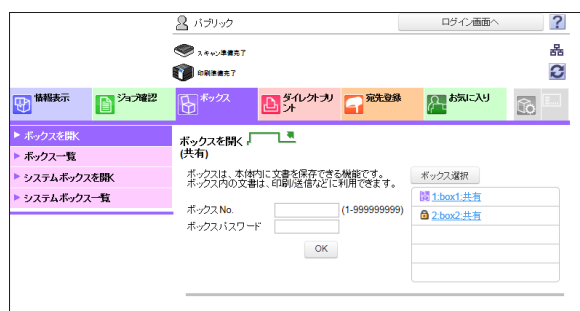 パブリック
ログイン画面へ
?
スキャン準備完了
印刷準備完了
情報表示
ジョブ確認
ボックス
ダイレクトプリント
宛先登録
お気に入り
ボックスを開く
ボックス一覧
システムボックスを開く
システムボックス一覧
ボックスを開く
(共有)
ボックスは、本体内に文書を保存できる機能です。
ボックス内の文書は、印刷/送信などに利用できます。
ボックスNo.
(1-999999999)
ボックスパスワード
OK
ボックス選択
1:box1:共有
2:box2:共有